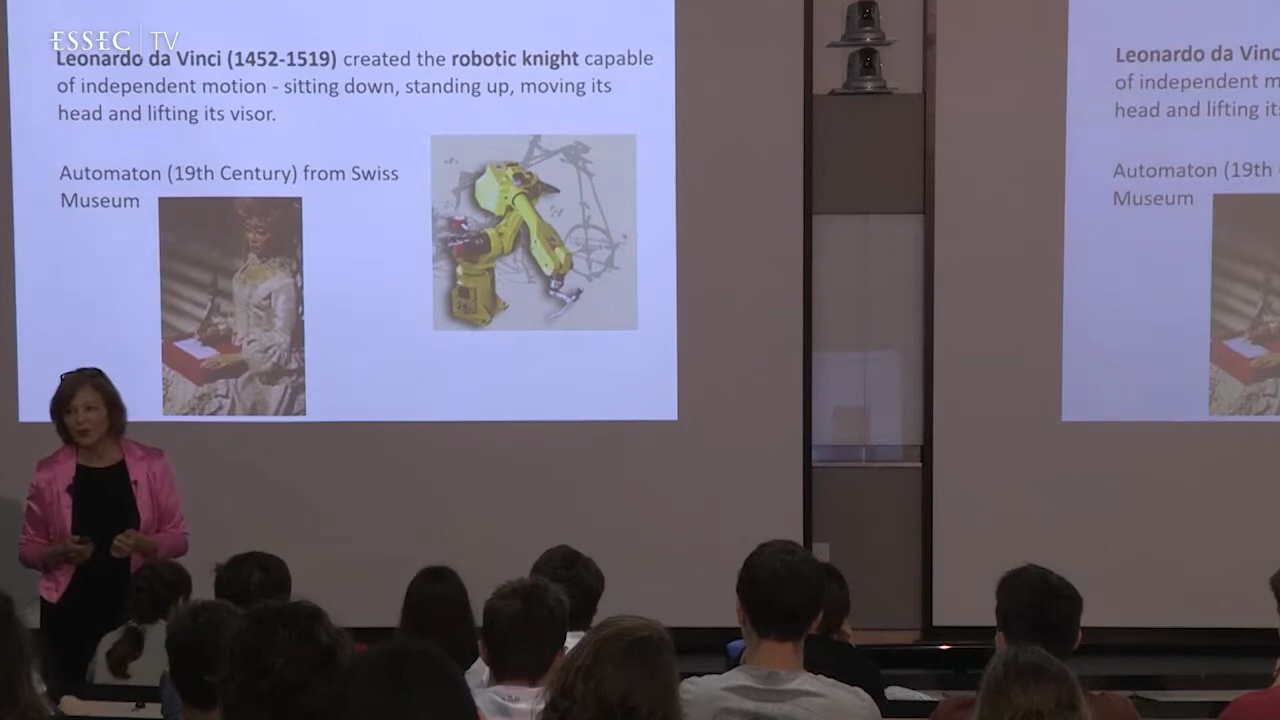 ESSEC TV
Leonardo da Vinci (1452-1519) created the robotic knight capable
of independent motion - sitting down, standing up, moving its
head and lifting its visor.
Automaton (19th Century) from Swiss
Museum
Leonardo da Vinc
of independent m
head and lifting it
Automaton (19th
Museum